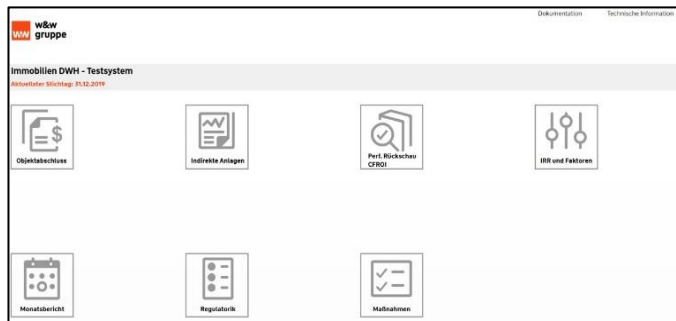 Dokumentation Technische Information
w&w
ww gruppe
Immobilien DWH - Testsystem
Aktuellster Stichtag: 31.12.2019
$
Objektabschluss
Indirekte Anlagen
Perf. Rückschau
CFROI
IRR und Faktoren
Monatsbericht
Regulatorik
Maßnahmen